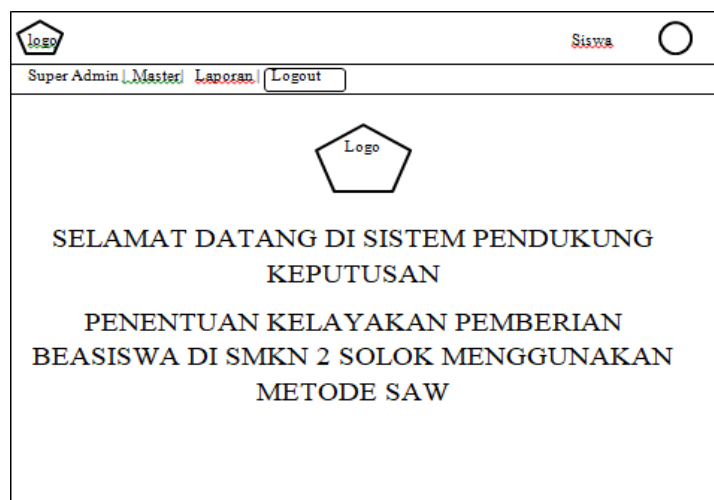 logo
Siswa
Super Admin | Master| Laporan | Logout
Logo
SELAMAT DATANG DI SISTEM PENDUKUNG
KEPUTUSAN
PENENTUAN KELAYAKAN PEMBERIAN
BEASISWA DI SMKN 2 SOLOK MENGGUNAKAN
METODE SAW